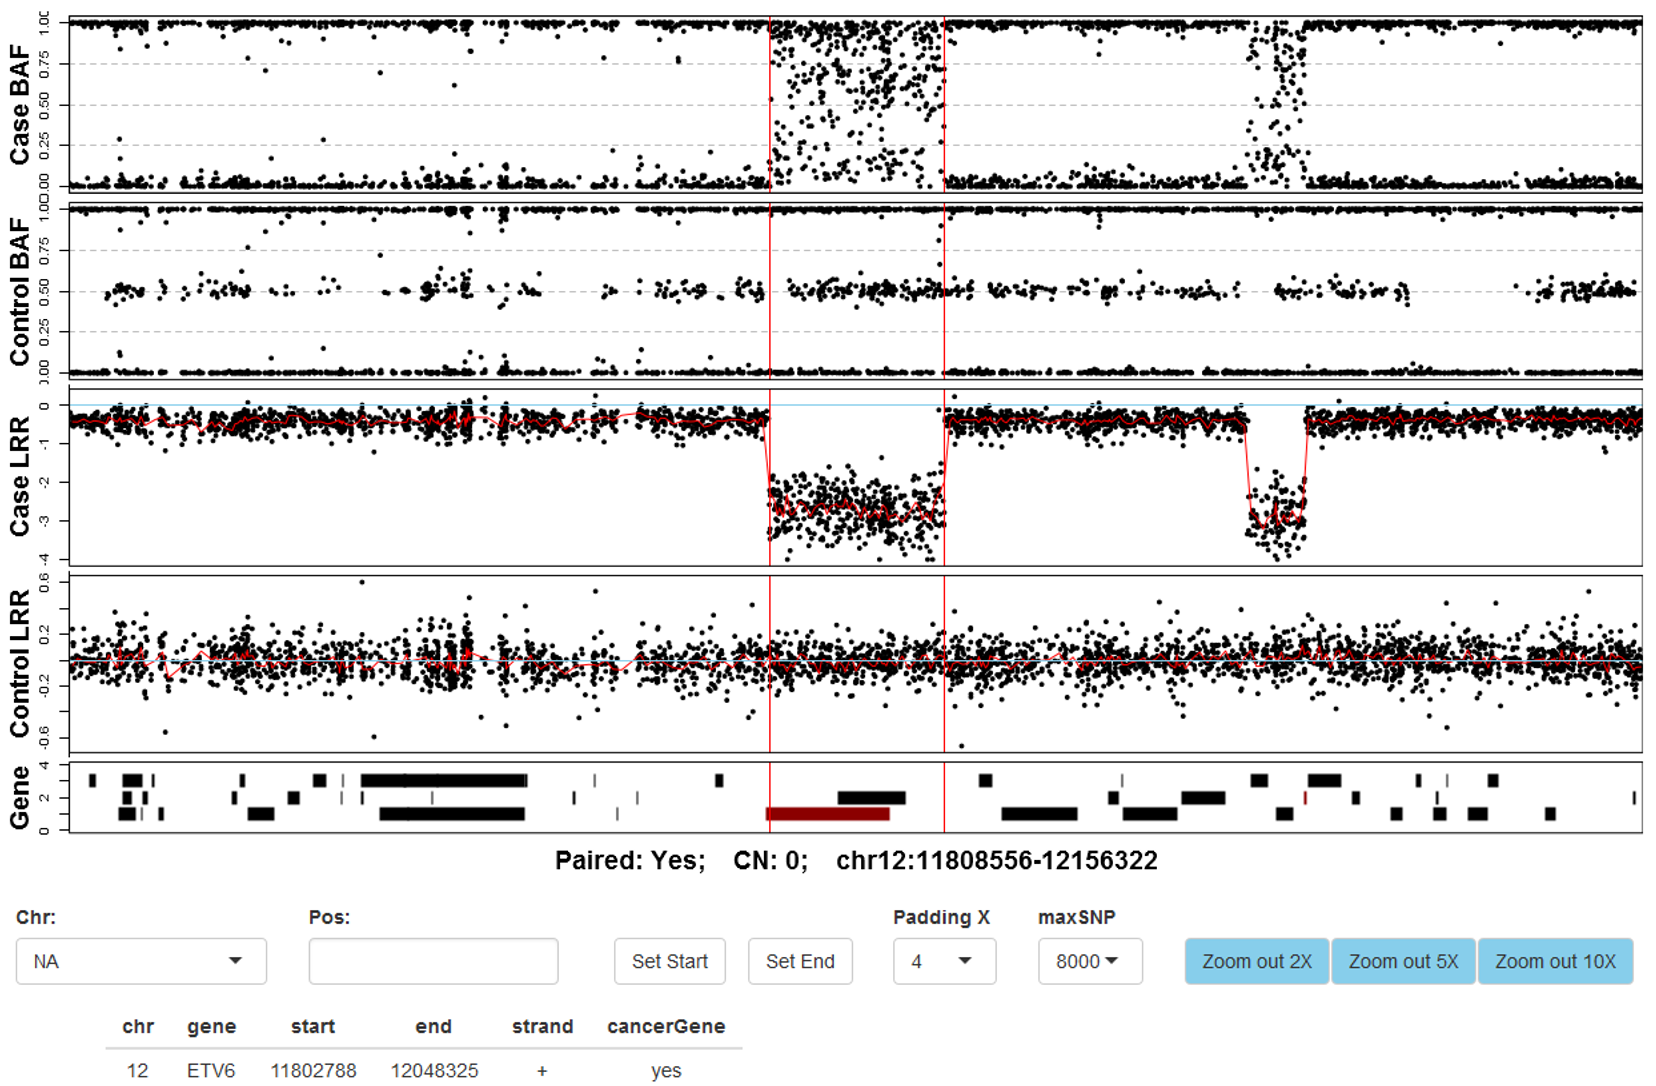 Case BAF
1.00
0.75
0.50
0.25
0.00
Control BAF
1.00
0.75
0.50
0.25
0.00
Case LRR
0
-1
-2
-3
-4
Control LRR
0.6
0.2
-0.2
-0.6
Gene
4
2
0
Paired: Yes; CN: 0; chr12:11808556-12156322
Chr: Pos: Padding X maxSNP
NA Set Start Set End 4 8000 Zoom out 2X Zoom out 5X Zoom out 10X
chr gene start end strand cancerGene
12 ETV6 11802788 12048325 + yes